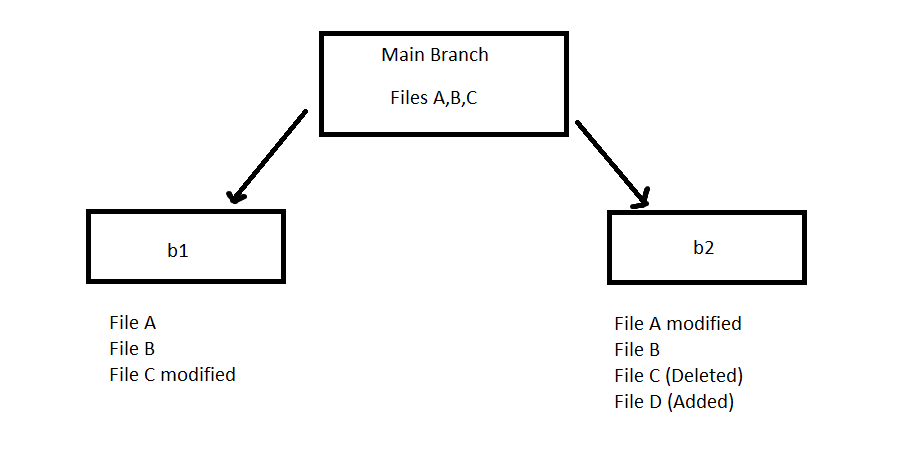 Main Branch
Files A,B,C
b1
b2
File A
File B
File C modified
File A modified
File B
File C (Deleted)
File D (Added)